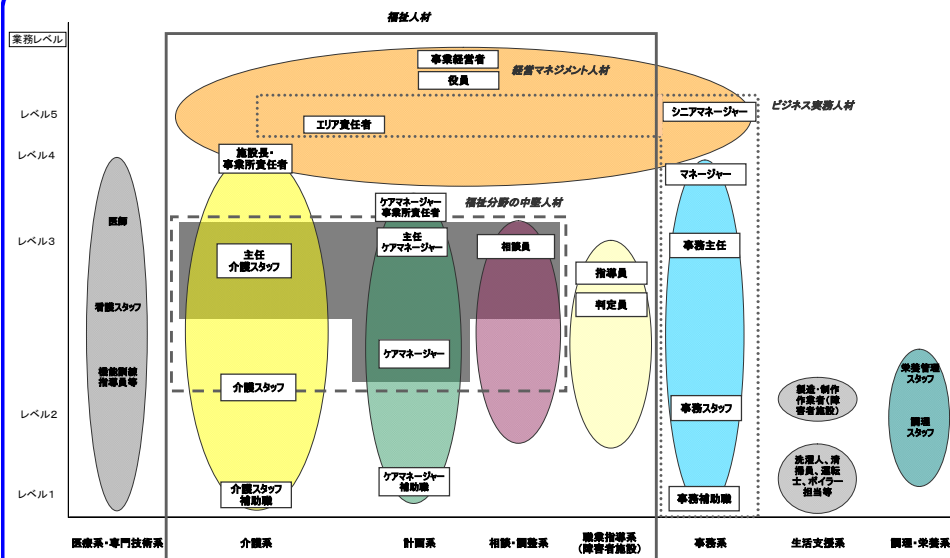 福祉人材
業務レベル
事業経営者
経営マネジメント人材
役員
レベル5
エリア責任者
シニアマネージャー
ビジネス実務人材
レベル4
施設長・
事業所責任者
マネージャー
医師
ケアマネージャー
事業所責任者
福祉分野の中堅人材
レベル3
主任
介護スタッフ
主任
ケアマネージャー
相談員
事務主任
指導員
看護スタッフ
判定員
機能訓練
指導員等
ケアマネージャー
栄養管理
スタッフ
介護スタッフ
製造・制作
作業者(障
害者施設)
レベル2
事務スタッフ
調理
スタッフ
レベル1
介護スタッフ
補助職
ケアマネージャー
補助職
事務補助職
洗濯人、清
掃員、運転
士、ボイラー
担当等
医療系・専門技術系
介護系
計画系
相談・調整系
職業指導系
(障害者施設)
事務系
生活支援系
調理・栄養系